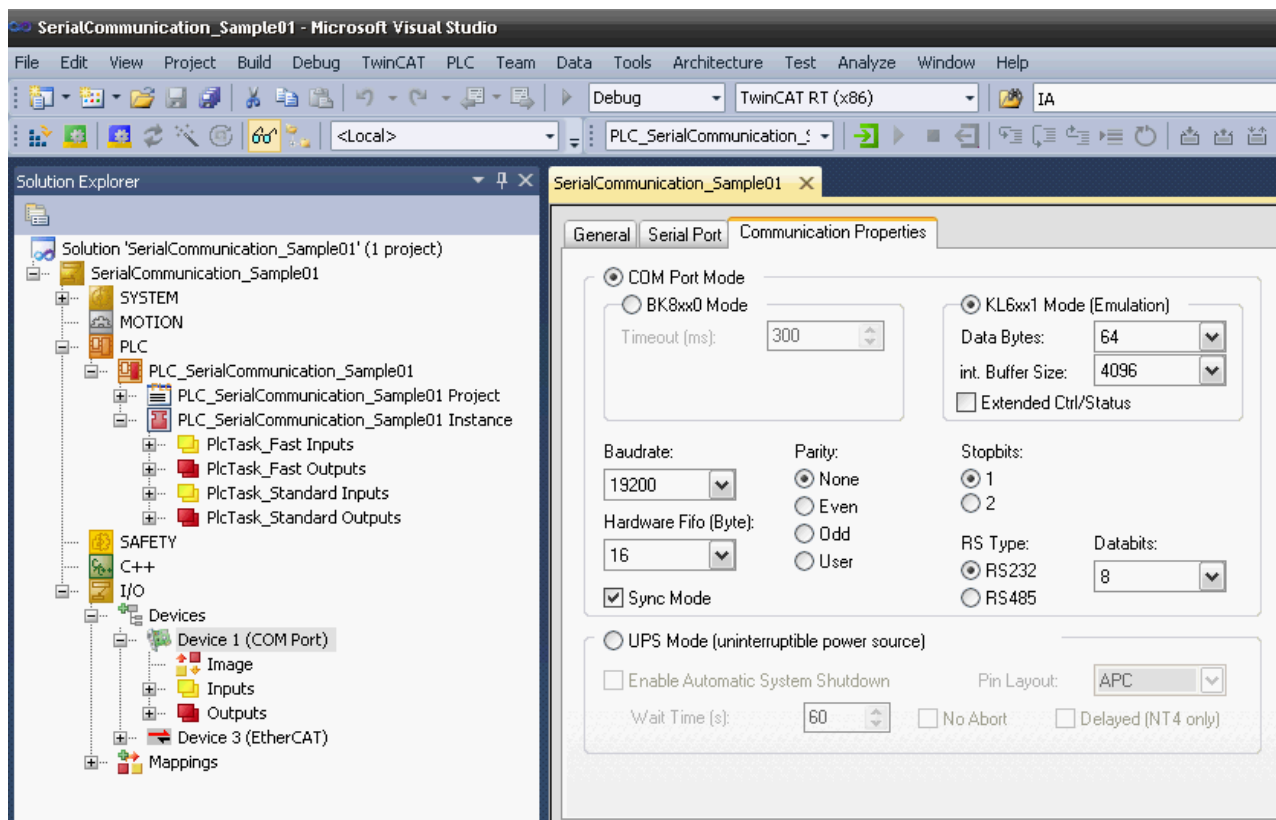 SerialCommunication_Sample01 - Microsoft Visual Studio
File Edit View Project Build Debug TwinCAT PLC Team Data Tools Architecture Test Analyze Window Help
Debug TwinCAT RT (x86) IA
<Local> PLC_SerialCommunication_
Solution Explorer
Solution 'SerialCommunication_Sample01' (1 project)
SerialCommunication_Sample01
SYSTEM
MOTION
PLC
PLC_SerialCommunication_Sample01
PLC_SerialCommunication_Sample01 Project
PLC_SerialCommunication_Sample01 Instance
PlcTask_Fast Inputs
PlcTask_Fast Outputs
PlcTask_Standard Inputs
PlcTask_Standard Outputs
SAFETY
C++
I/O
Devices
Device 1 (COM Port)
Image
Inputs
Outputs
Device 3 (EtherCAT)
Mappings
SerialCommunication_Sample01
General Serial Port Communication Properties
COM Port Mode
BK8xx0 Mode
Timeout (ms): 300
KL6xx1 Mode (Emulation)
Data Bytes: 64
int. Buffer Size: 4096
Extended Ctrl/Status
Baudrate:
19200
Hardware Fifo (Byte):
16
Sync Mode
Parity:
None
Even
Odd
User
Stopbits:
1
2
RS Type:
RS232
RS485
Databits:
8
UPS Mode (uninterruptible power source)
Enable Automatic System Shutdown Pin Layout: APC
Wait Time (s): 60 No Abort Delayed (NT4 only)